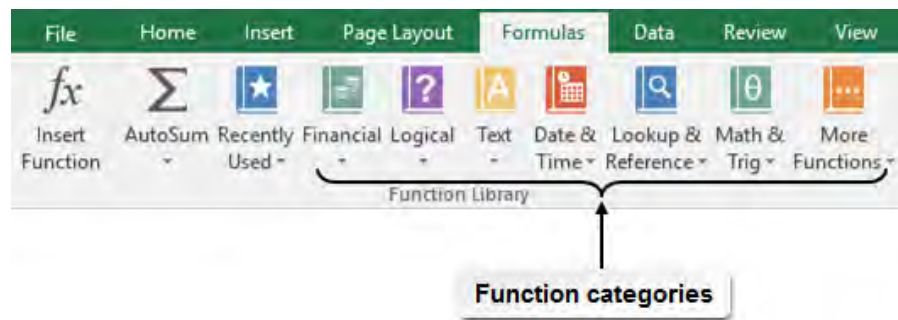 File Home Insert Page Layout Formulas Data Review View
fx Σ ? A θ
Insert AutoSum Recently Financial Logical Text Date & Lookup & Math & More
Function Used Time Reference Trig Functions
Function Library
Function categories